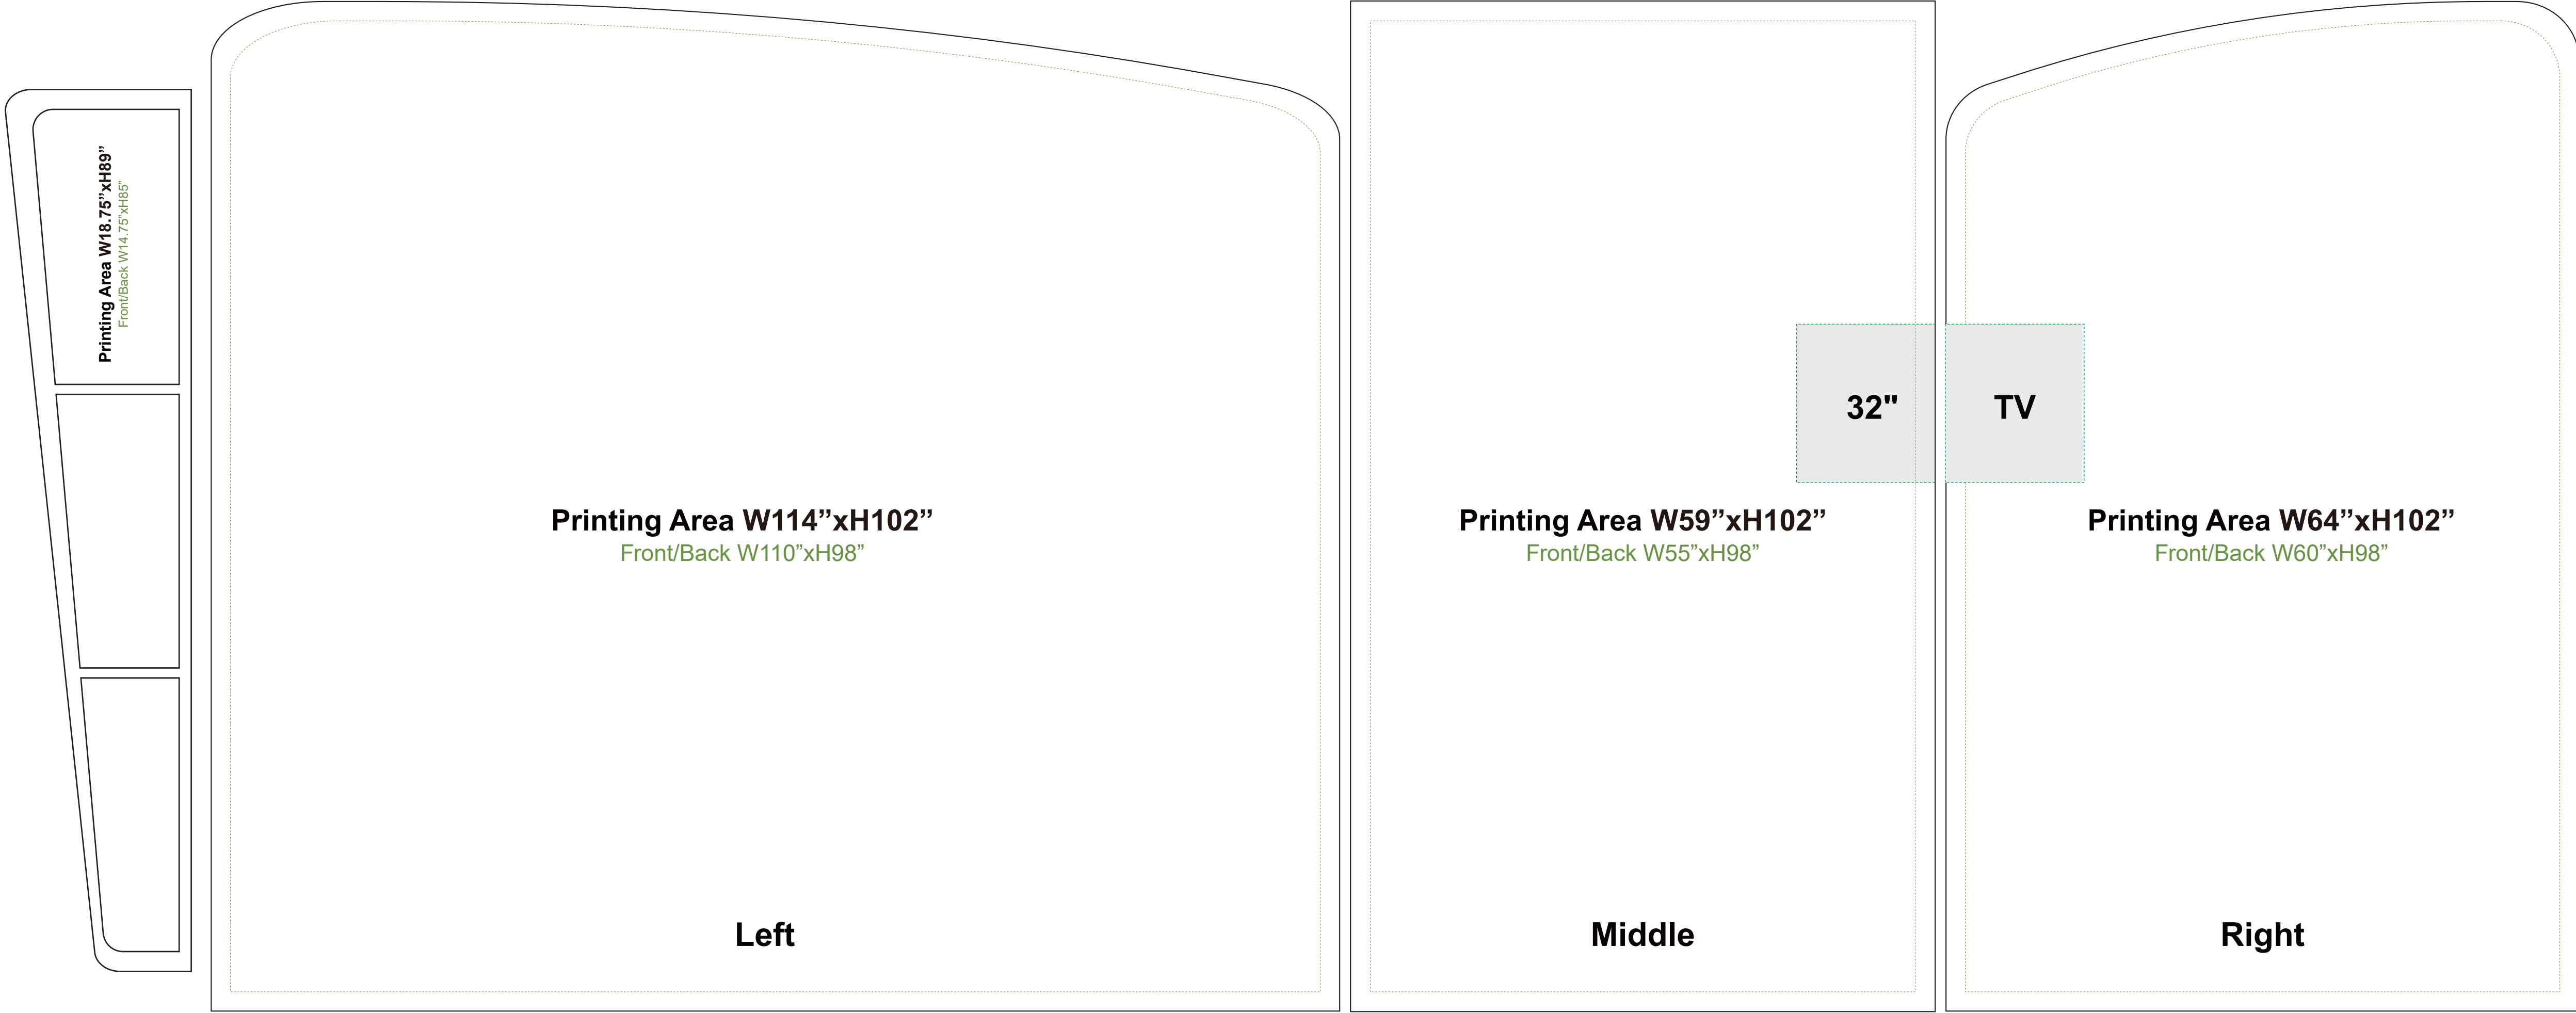 Printing Area W18.75”xH89”
Front/Back W14.75”xH85”
Printing Area W114”xH102”
Front/Back W110”xH98”
Left
32" TV
Printing Area W59”xH102”
Front/Back W55”xH98”
Middle
Printing Area W64”xH102”
Front/Back W60”xH98”
Right